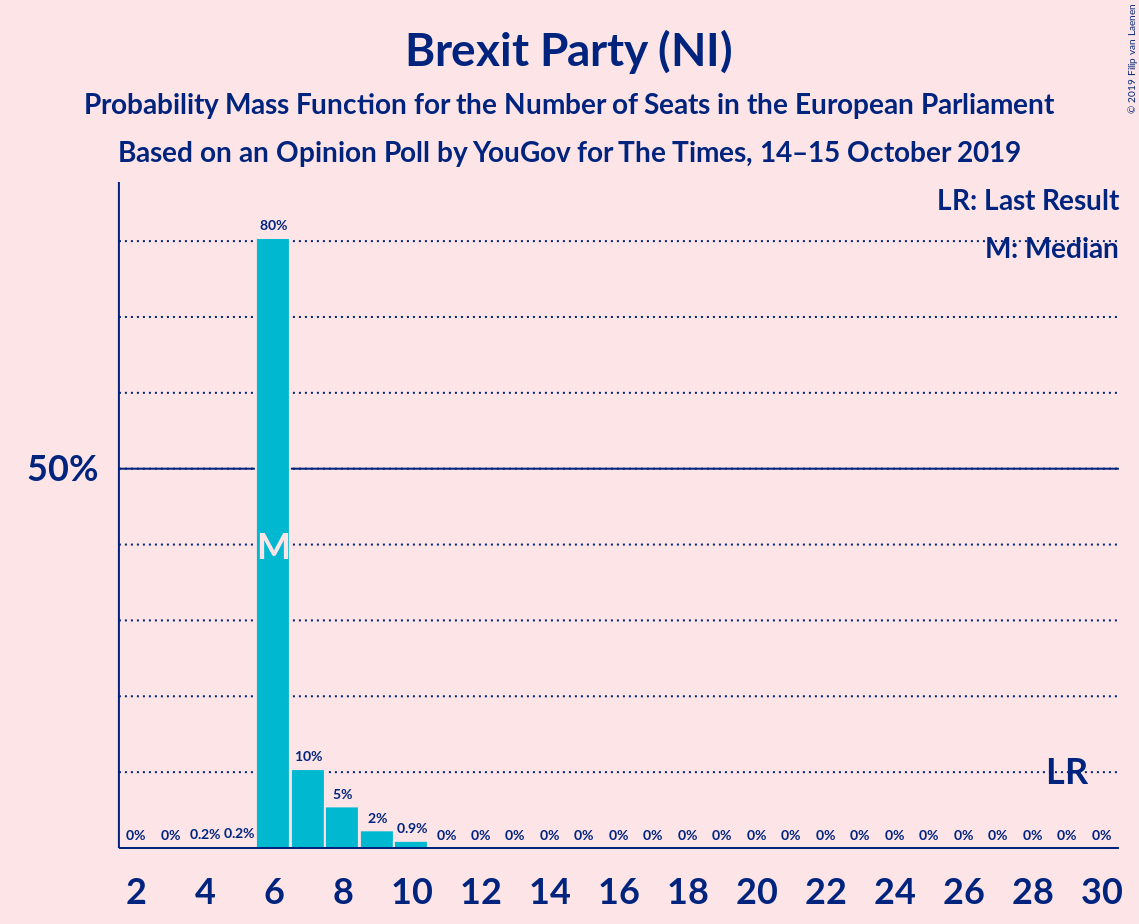 Brexit Party (NI)
Probability Mass Function for the Number of Seats in the European Parliament
Based on an Opinion Poll by YouGov for The Times, 14–15 October 2019
© 2019 Filip van Laenen
LR: Last Result
M: Median
50%
80%
M
10%
5%
2%
0.9%
LR
0% 0% 0.2% 0.2% 0% 0% 0% 0% 0% 0% 0% 0% 0% 0% 0% 0% 0% 0% 0% 0% 0% 0% 0% 0%
2 4 6 8 10 12 14 16 18 20 22 24 26 28 30